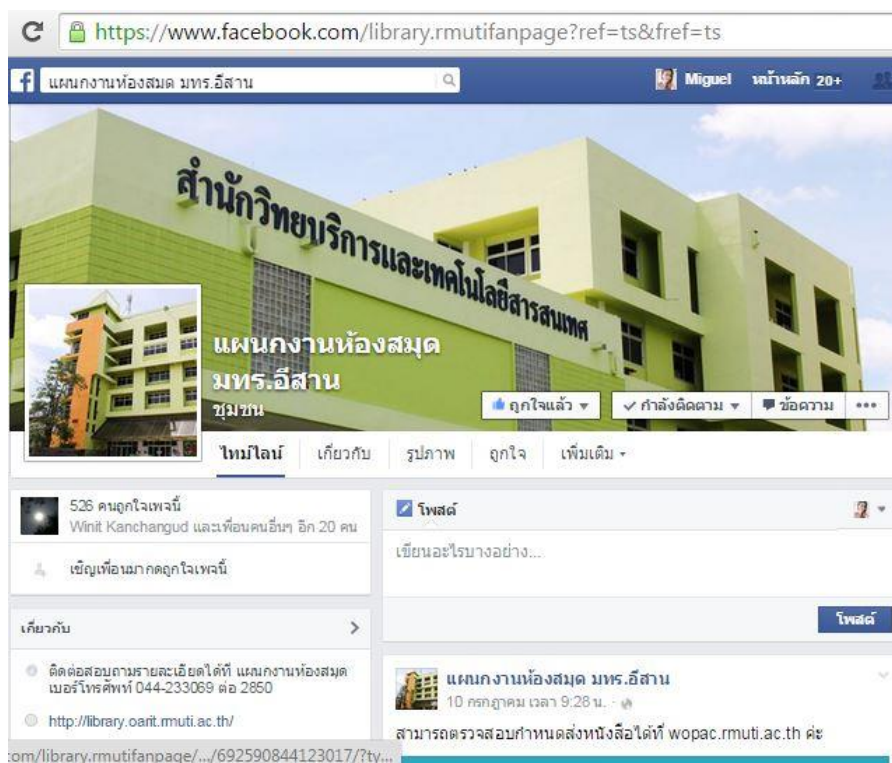 https://www.facebook.com/library.rmutifanpage?ref=ts&fref=ts
f แผนกงานห้องสมุด มทร.อีสาน Miguel หน้าหลัก 20+
สำนักวิทยบริการและเทคโนโลยีสารสนเทศ
แผนกงานห้องสมุด
มทร.อีสาน
ชุมชน
ถูกใจแล้ว กำลังติดตาม ข้อความ
ไทม์ไลน์ เกี่ยวกับ รูปภาพ ถูกใจ เพิ่มเติม
526 คนถูกใจเพจนี้
Winit Kanchangud และเพื่อนคนอื่นๆ อีก 20 คน
เชิญเพื่อนมากดถูกใจเพจนี้
เกี่ยวกับ
ติดต่อสอบถามรายละเอียดได้ที่ แผนกงานห้องสมุด
เบอร์โทรศัพท์ 044-233069 ต่อ 2850
http://library.oarit.rmuti.ac.th/
com/library.rmutifanpage/.../692590844123017/?ty...
โพสต์
เขียนอะไรบางอย่าง...
โพสต์
แผนกงานห้องสมุด มทร.อีสาน
10 กรกฎาคม เวลา 9:28 น. ·
สามารถตรวจสอบกำหนดส่งหนังสือได้ที่ wopac.rmuti.ac.th ค่ะ